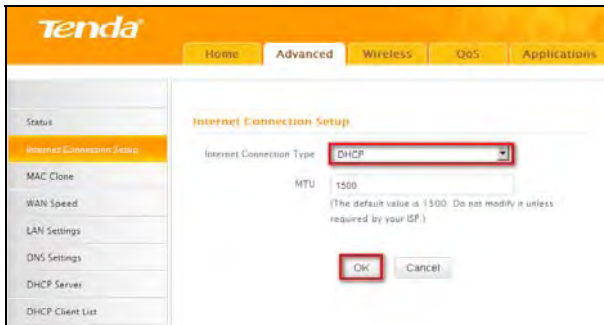 Tenda
Home Advanced Wireless QoS Applications
Status
Internet Connection Setup
MAC Clone
WAN Speed
LAN Settings
DNS Settings
DHCP Server
DHCP Client List
Internet Connection Setup
Internet Connection Type DHCP
MTU 1500
(The default value is 1500. Do not modify it unless
required by your ISP.)
OK Cancel